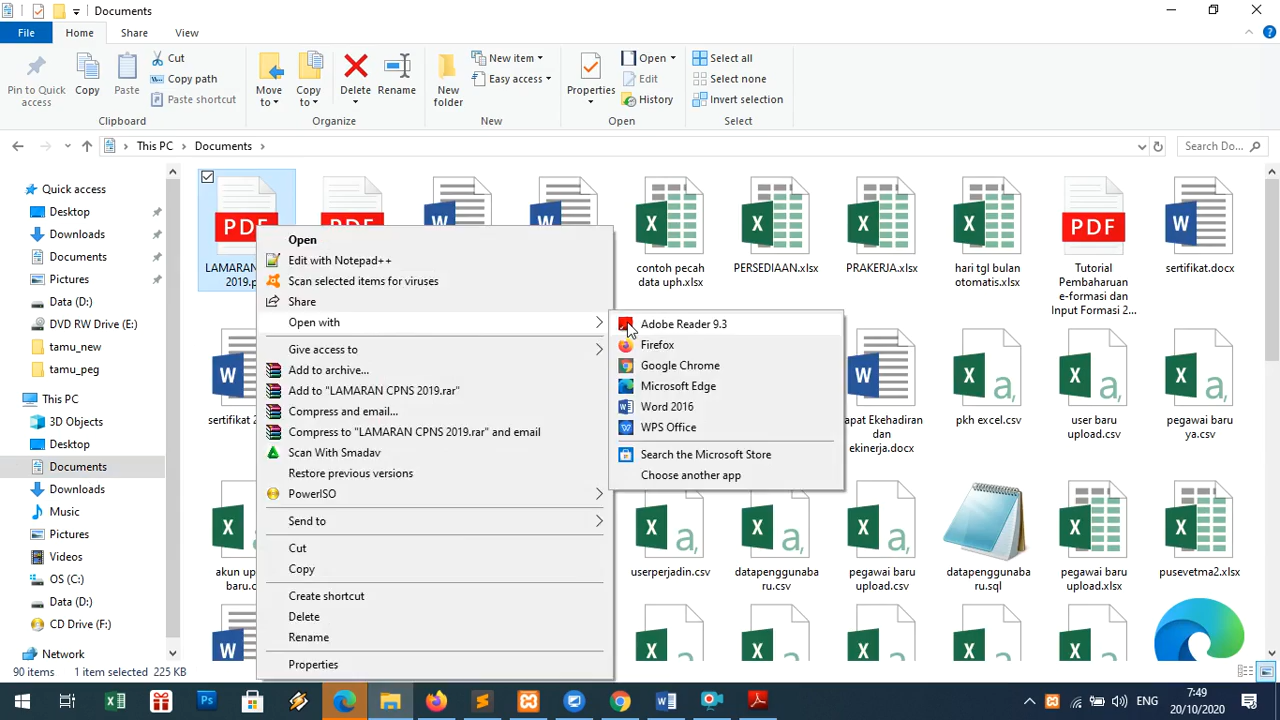 Documents
File
Home
Share
View
Pin to Quick
access
Copy
Paste
Cut
Copy path
Paste shortcut
Clipboard
Move
to
Copy
to
Delete
Rename
Organize
New
folder
New item
Easy access
New
Properties
Open
Edit
History
Open
Select all
Select none
Invert selection
Select
This PC
Documents
Search Do...
Quick access
Desktop
Downloads
Documents
Pictures
Data (D:)
DVD RW Drive (E:)
tamu_new
tamu_peg
This PC
3D Objects
Desktop
Documents
Downloads
Music
Pictures
Videos
OS (C:)
Data (D:)
CD Drive (F:)
Network
PDF
LAMARAN
2019.p
PDF
contoh pecah
data uph.xlsx
PERSEDIAAN.xlsx
PRAKERJA.xlsx
hari tgl bulan
otomatis.xlsx
PDF
Tutorial
Pembaharuan
e-formasi dan
Input Formasi 2...
sertifikat.docx
Open
Edit with Notepad++
Scan selected items for viruses
Share
Open with
Give access to
Add to archive...
Add to "LAMARAN CPNS 2019.rar"
Compress and email...
Compress to "LAMARAN CPNS 2019.rar" and email
Scan With Smadav
Restore previous versions
PowerISO
Send to
Cut
Copy
Create shortcut
Delete
Rename
Properties
Adobe Reader 9.3
Firefox
Google Chrome
Microsoft Edge
Word 2016
WPS Office
Search the Microsoft Store
Choose another app
sertifikat
apat Ekehadiran
dan
ekinerja.docx
pkh excel.csv
user baru
upload.csv
pegawai baru
ya.csv
akun up
baru.c
userperjadin.csv
datapengguna
baru.csv
pegawai baru
upload.csv
datapengguna
baru.sql
pegawai baru
upload.xlsx
pusevetma2.xlsx
90 items
1 item selected
225 KB
ENG
7:49
20/10/2020